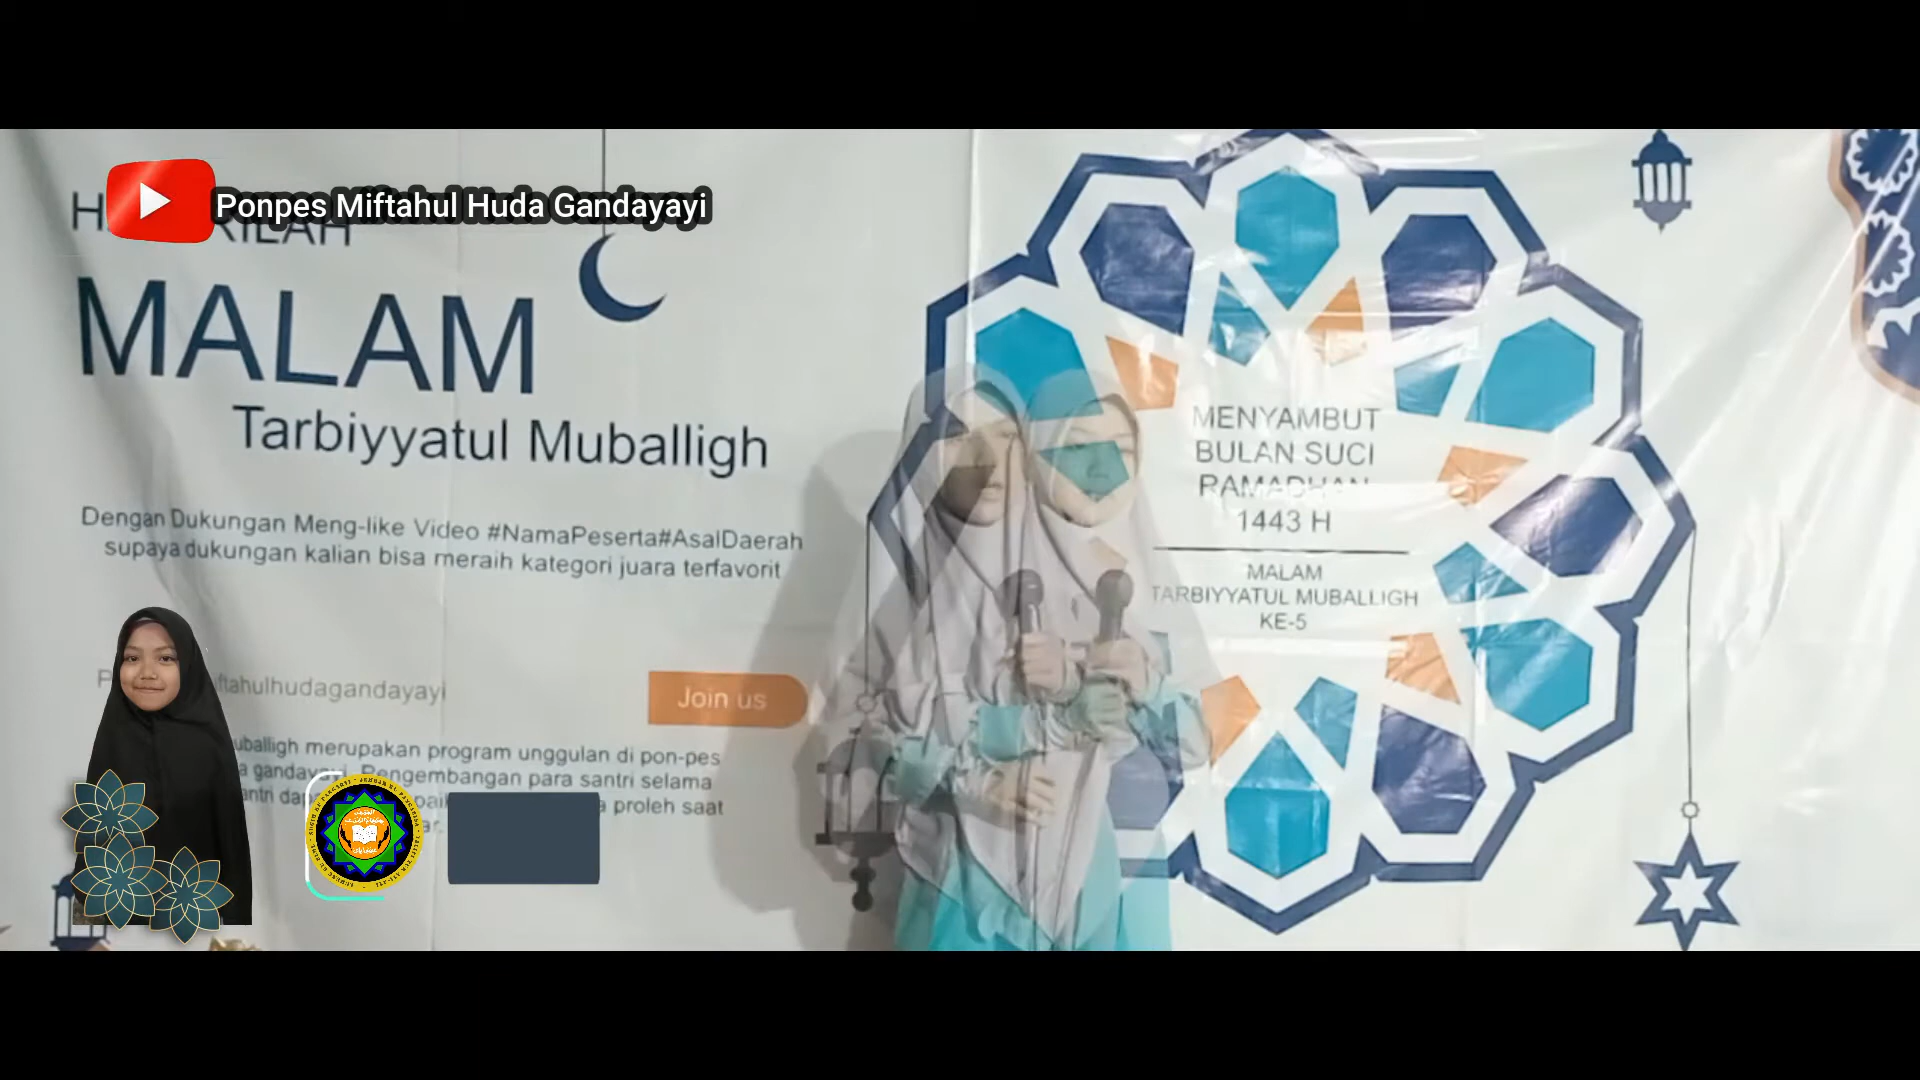 Ponpes Miftahul Huda Gandayayi
MALAM
Tarbiyyatul Muballigh
Dengan Dukungan Meng-like Video #NamaPeserta#AsalDaerah
supaya dukungan kalian bisa meraih kategori juara terfavorit
Join us
merupakan program unggulan di pon-pes
Pengembangan para santri selama
proleh saat
MENYAMBUT
BULAN SUCI
RAMADHAN
1443 H
MALAM
TARBIYYATUL MUBALLIGH
KE-5